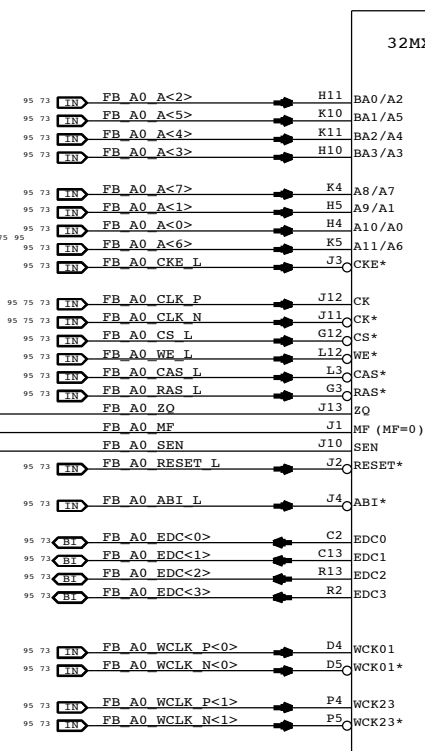 32M
95 73 IN FB_A0_A<2> H11 BA0/A2
95 73 IN FB_A0_A<5> K10 BA1/A5
95 73 IN FB_A0_A<4> K11 BA2/A4
95 73 IN FB_A0_A<3> H10 BA3/A3
95 73 IN FB_A0_A<7> K4 A8/A7
95 73 IN FB_A0_A<1> H5 A9/A1
95 73 IN FB_A0_A<0> H4 A10/A0
75 95
95 73 IN FB_A0_A<6> K5 A11/A6
95 73 IN FB_A0_CKE_L J3 CKE*
95 75 73 IN FB_A0_CLK_P J12 CK
95 75 73 IN FB_A0_CLK_N J11 CK*
95 73 IN FB_A0_CS_L G12 CS*
95 73 IN FB_A0_WE_L L12 WE*
95 73 IN FB_A0_CAS_L L3 CAS*
95 73 IN FB_A0_RAS_L G3 RAS*
FB_A0_ZQ J13 ZQ
FB_A0_MF J1 MF (MF=0)
FB_A0_SEN J10 SEN
95 73 IN FB_A0_RESET_L J2 RESET*
95 73 IN FB_A0_ABI_L J4 ABI*
95 73 BI FB_A0_EDC<0> C2 EDC0
95 73 BI FB_A0_EDC<1> C13 EDC1
95 73 BI FB_A0_EDC<2> R13 EDC2
95 73 BI FB_A0_EDC<3> R2 EDC3
95 73 IN FB_A0_WCLK_P<0> D4 WCK01
95 73 IN FB_A0_WCLK_N<0> D5 WCK01*
95 73 IN FB_A0_WCLK_P<1> P4 WCK23
95 73 IN FB_A0_WCLK_N<1> P5 WCK23*